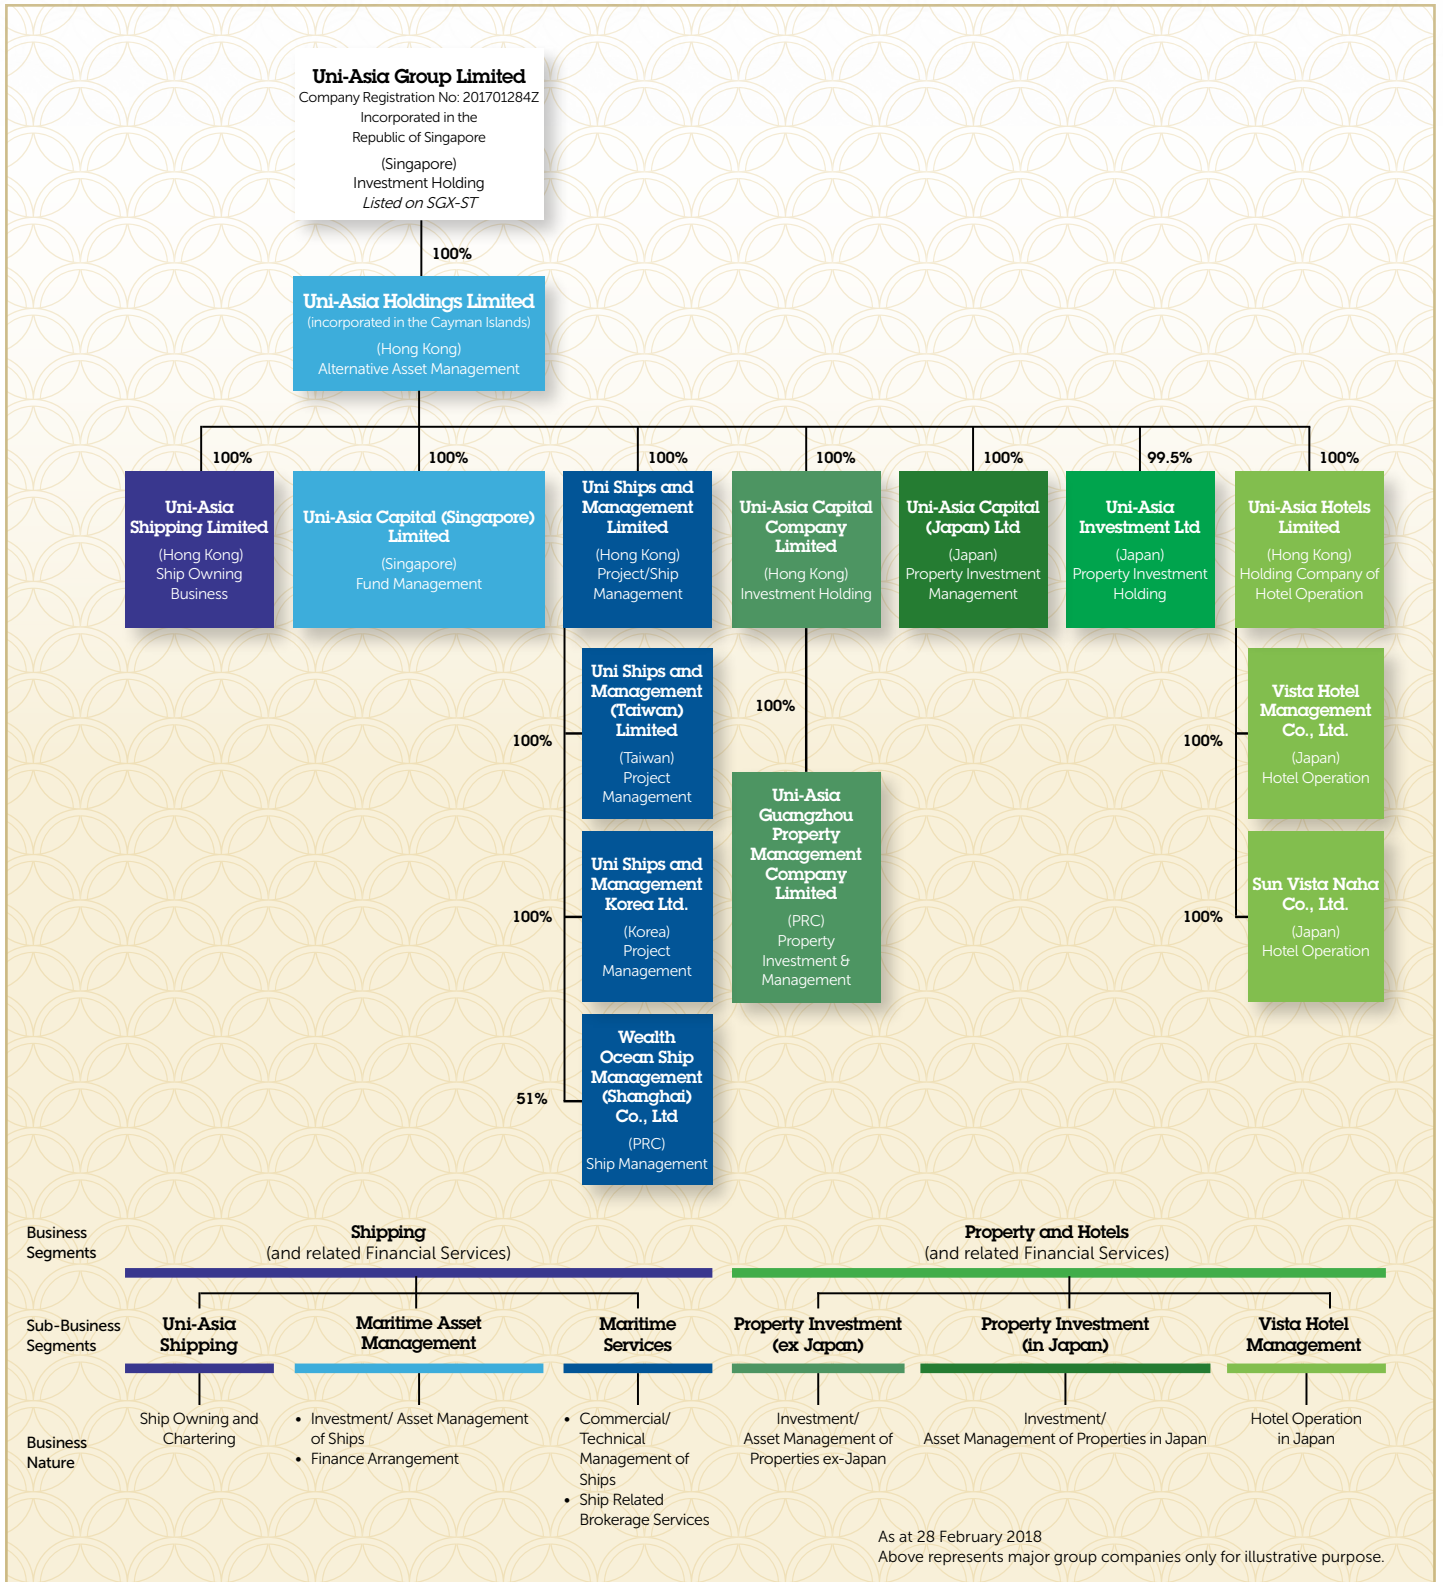 Uni-Asia Group Limited
Company Registration No: 201701284Z
Incorporated in the
Republic of Singapore
(Singapore)
Investment Holding
Listed on SGX-ST
100%
Uni-Asia Holdings Limited
(incorporated in the Cayman Islands)
(Hong Kong)
Alternative Asset Management
100%
Uni-Asia
Shipping Limited
(Hong Kong)
Ship Owning
Business
100%
Uni-Asia Capital (Singapore)
Limited
(Singapore)
Fund Management
100%
Uni Ships and
Management
Limited
(Hong Kong)
Project/Ship
Management
100%
Uni-Asia Capital
Company
Limited
(Hong Kong)
Investment Holding
100%
Uni-Asia Capital
(Japan) Ltd
(Japan)
Property Investment
Management
99.5%
Uni-Asia
Investment Ltd
(Japan)
Property Investment
Holding
100%
Uni-Asia Hotels
Limited
(Hong Kong)
Holding Company of
Hotel Operation
100%
Uni Ships and
Management
(Taiwan)
Limited
(Taiwan)
Project
Management
100%
Uni Ships and
Management
Korea Ltd.
(Korea)
Project
Management
51%
Wealth
Ocean Ship
Management
(Shanghai)
Co., Ltd
(PRC)
Ship Management
100%
Uni-Asia
Guangzhou
Property
Management
Company
Limited
(PRC)
Property
Investment &
Management
100%
Vista Hotel
Management
Co., Ltd.
(Japan)
Hotel Operation
100%
Sun Vista Naha
Co., Ltd.
(Japan)
Hotel Operation
Business
Segments
Shipping
(and related Financial Services)
Property and Hotels
(and related Financial Services)
Sub-Business
Segments
Uni-Asia
Shipping
Maritime Asset
Management
Maritime
Services
Property Investment
(ex Japan)
Property Investment
(in Japan)
Vista Hotel
Management
Business
Nature
Ship Owning and
Chartering
• Investment/ Asset Management
of Ships
• Finance Arrangement
• Commercial/
Technical
Management of
Ships
• Ship Related
Brokerage Services
Investment/
Asset Management of
Properties ex-Japan
Investment/
Asset Management of Properties in Japan
Hotel Operation
in Japan
As at 28 February 2018
Above represents major group companies only for illustrative purpose.